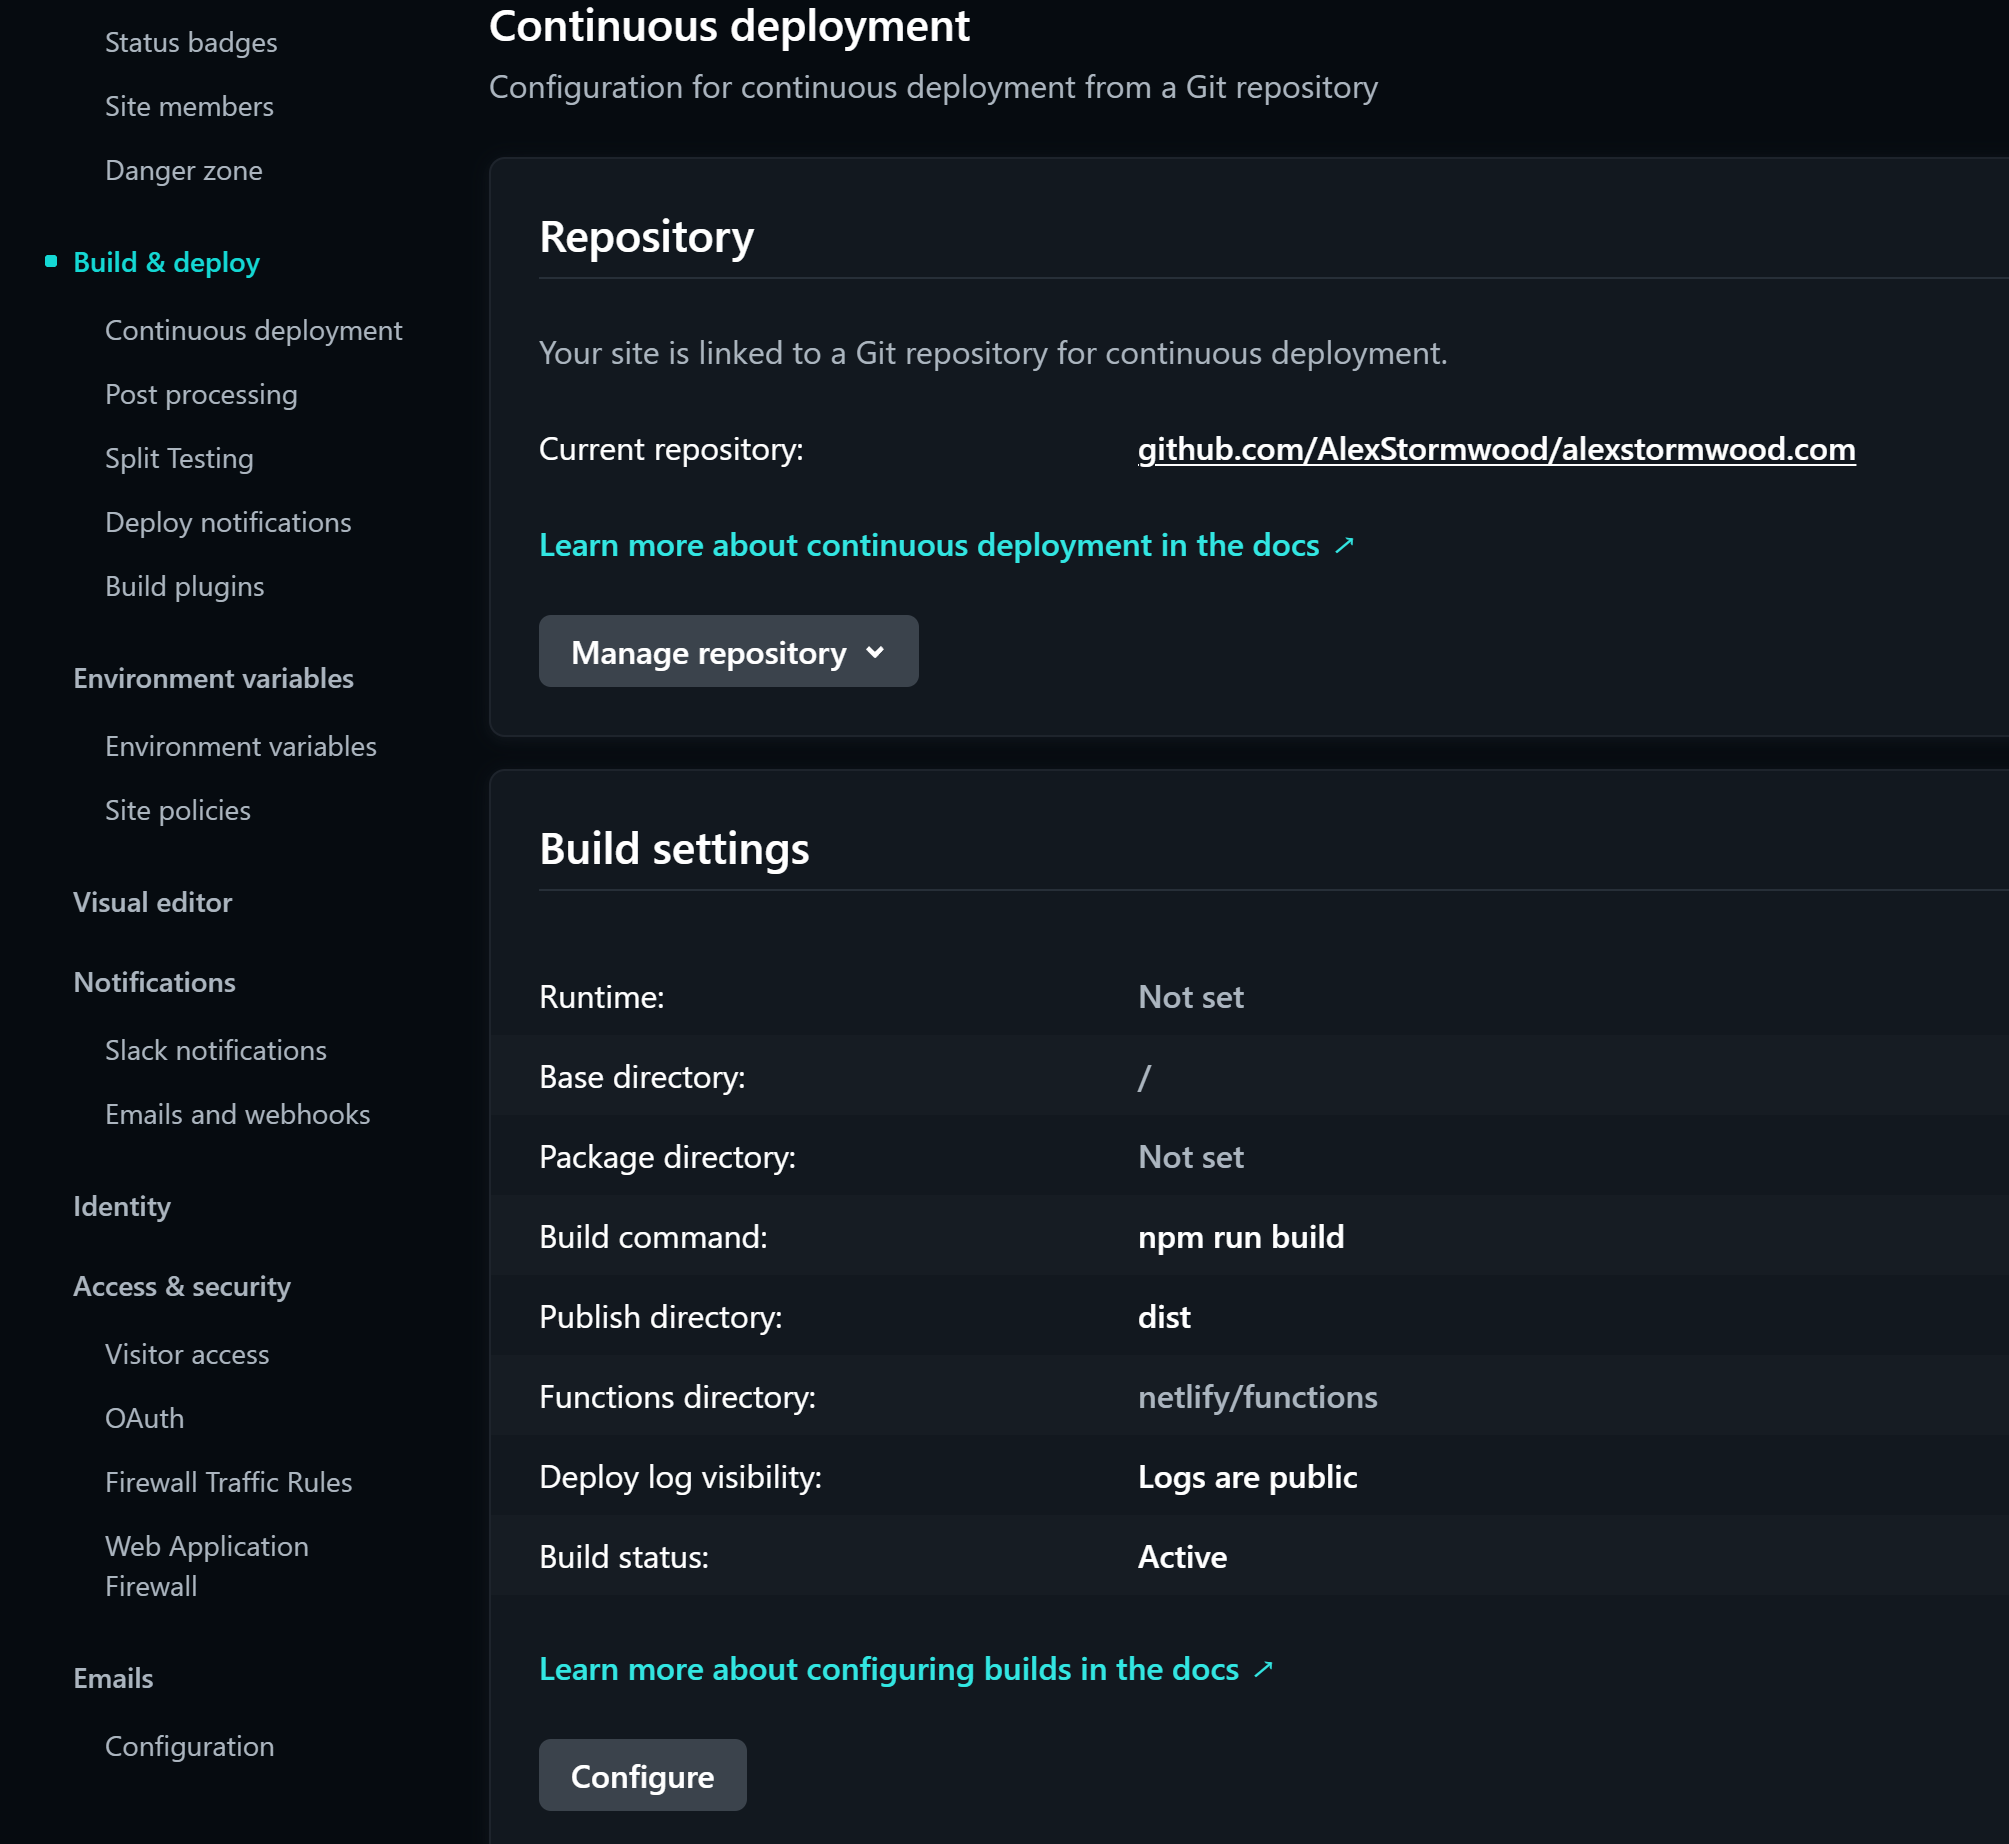 Status badges
Site members
Danger zone
Build & deploy
Continuous deployment
Post processing
Split Testing
Deploy notifications
Build plugins
Environment variables
Environment variables
Site policies
Visual editor
Notifications
Slack notifications
Emails and webhooks
Identity
Access & security
Visitor access
OAuth
Firewall Traffic Rules
Web Application
Firewall
Emails
Configuration
Continuous deployment
Configuration for continuous deployment from a Git repository
Repository
Your site is linked to a Git repository for continuous deployment.
Current repository: github.com/AlexStormwood/alexstormwood.com
Learn more about continuous deployment in the docs ↗
Manage repository
Build settings
Runtime: Not set
Base directory: /
Package directory: Not set
Build command: npm run build
Publish directory: dist
Functions directory: netlify/functions
Deploy log visibility: Logs are public
Build status: Active
Learn more about configuring builds in the docs ↗
Configure